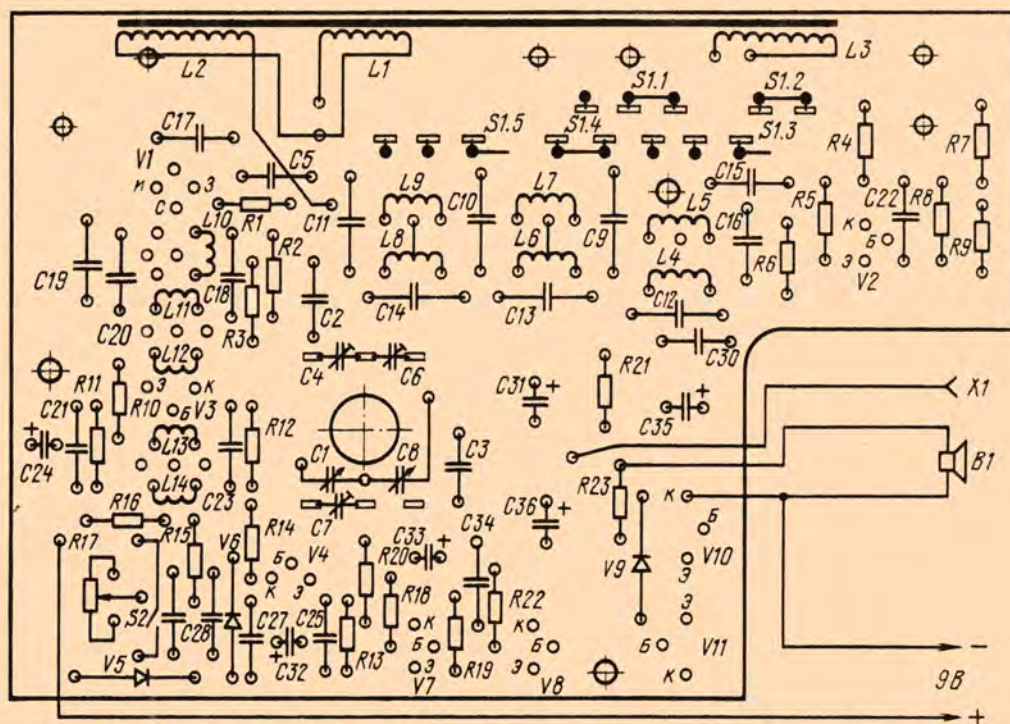 L2
L1
L3
S1.1
S1.2
C17
S1.5
S1.4
S1.3
R4
R7
V1
И
З
С
C5
C15
L9
L7
L5
R1
C11
C10
C9
C16
R5
К
C22
R8
L10
R2
L8
L6
Б
R9
C19
C18
L4
R6
Э
V2
C20
L11
R3
C2
C14
C13
C12
L12
C4
C6
R21
C30
R11
Э
К
C31
+
X1
C21
R10
Б
V3
C35
+
+
C24
L13
R12
C1
C8
C3
B1
L14
R16
C23
C7
R23
К
R17
R15
V6
R14
Б
V4
C33
+
C34
C36
+
Б
R20
V9
V10
К
Э
Э
S2
R18
R22
Э
C28
C27
C25
К
К
+
C32
R13
Б
R19
Б
Б
V11
V5
Э
Э
К
V7
V8
−
9В
+